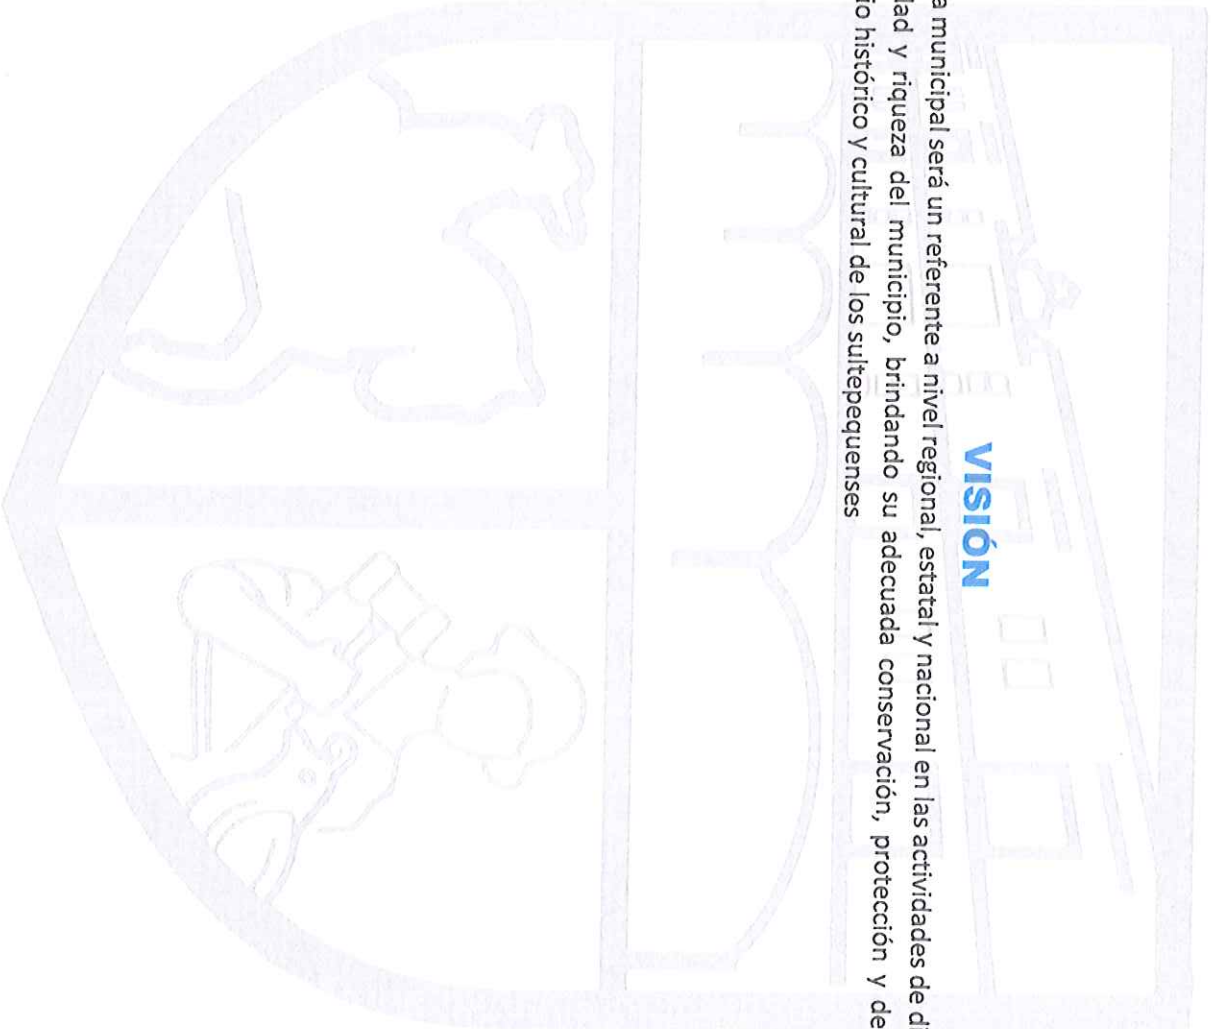 VISIÓN
a municipal será un referente a nivel regional, estatal y nacional en las actividades de d
dad y riqueza del municipio, brindando su adecuada conservación, protección y de
io histórico y cultural de los sultepequenses